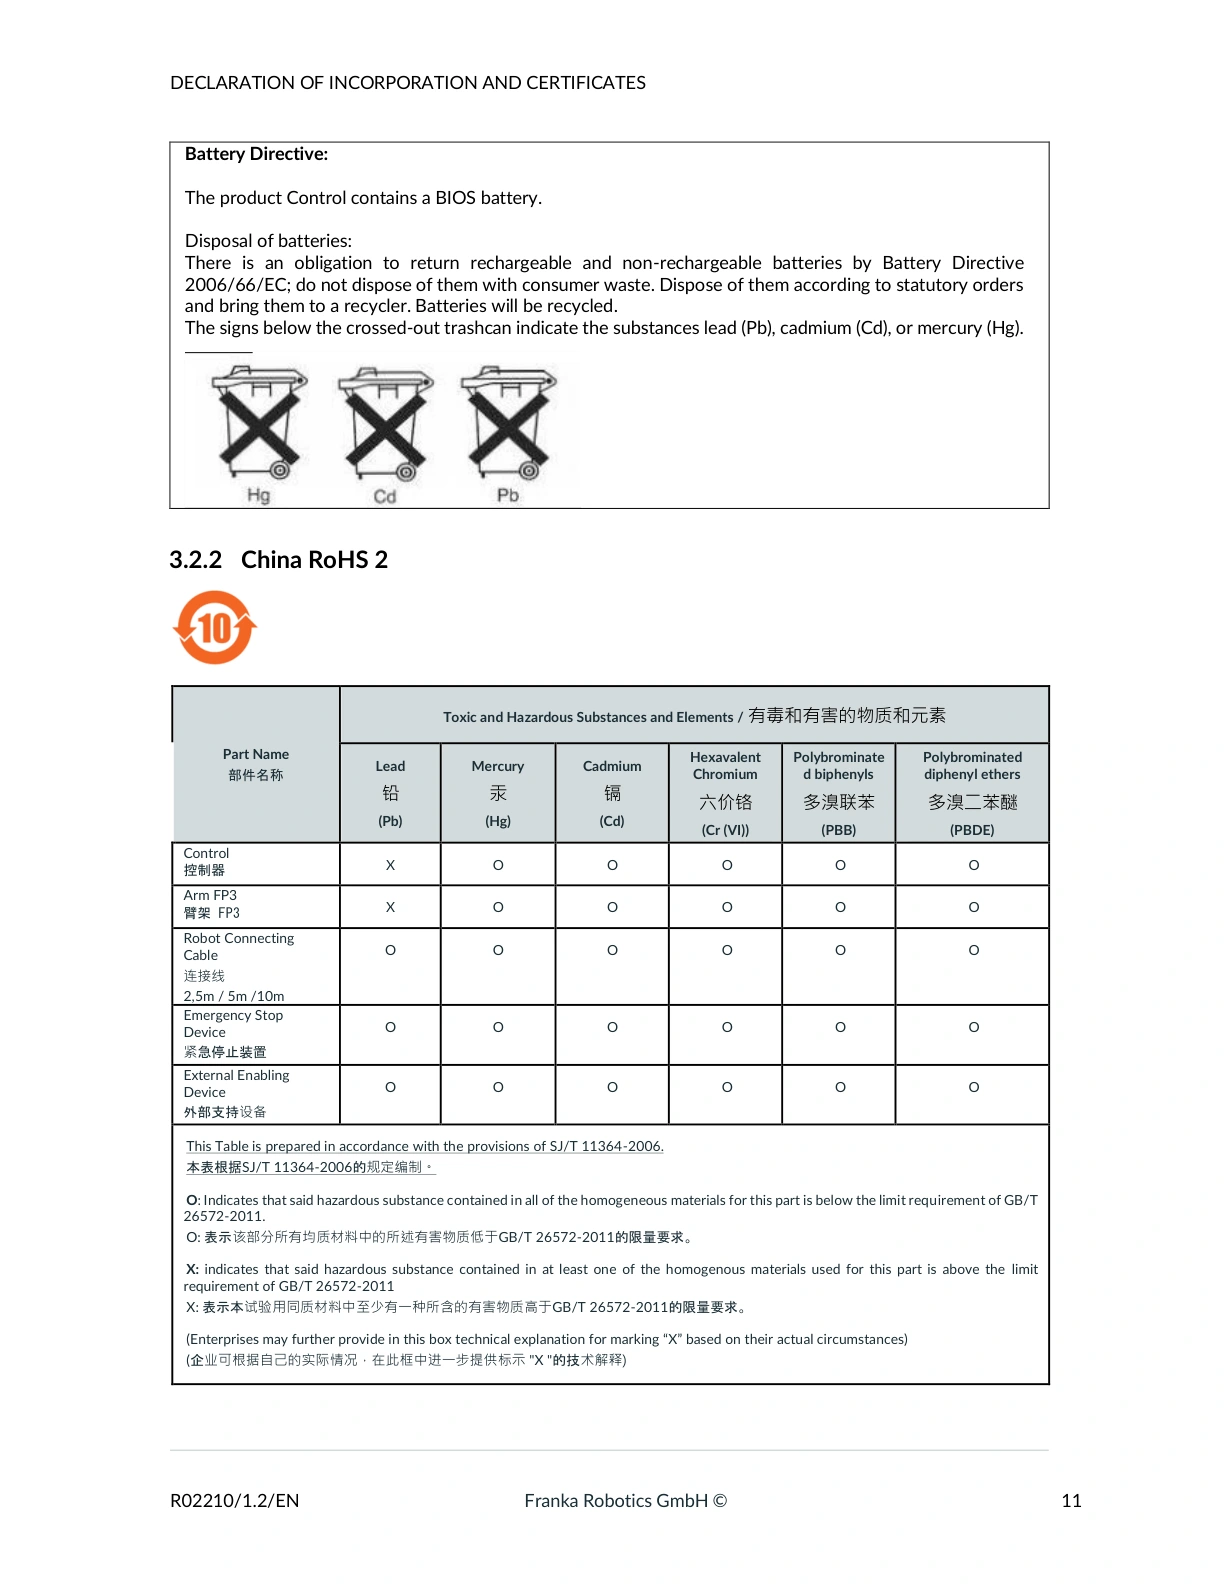 DECLARATION OF INCORPORATION AND CERTIFICATES
Battery Directive:
The product Control contains a BIOS battery.
Disposal of batteries:
There is an obligation to return rechargeable and non-rechargeable batteries by Battery Directive
2006/66/EC; do not dispose of them with consumer waste. Dispose of them according to statutory orders
and bring them to a recycler. Batteries will be recycled.
The signs below the crossed-out trashcan indicate the substances lead (Pb), cadmium (Cd), or mercury (Hg).
Hg Cd Pb
3.2.2 China RoHS 2
10
Toxic and Hazardous Substances and Elements / 有毒和有害的物质和元素
Part Name
部件名称
Lead
铅
(Pb)
Mercury
汞
(Hg)
Cadmium
镉
(Cd)
Hexavalent
Chromium
六价铬
(Cr (VI))
Polybrominate
d biphenyls
多溴联苯
(PBB)
Polybrominated
diphenyl ethers
多溴二苯醚
(PBDE)
Control
控制器
X O O O O O
Arm FP3
臂架 FP3
X O O O O O
Robot Connecting
Cable
连接线
2,5m / 5m /10m
O O O O O O
Emergency Stop
Device
紧急停止装置
O O O O O O
External Enabling
Device
外部支持设备
O O O O O O
This Table is prepared in accordance with the provisions of SJ/T 11364-2006.
本表根据SJ/T 11364-2006的规定编制。
O: Indicates that said hazardous substance contained in all of the homogeneous materials for this part is below the limit requirement of GB/T
26572-2011.
O: 表示该部分所有均质材料中的所述有害物质低于GB/T 26572-2011的限量要求。
X: indicates that said hazardous substance contained in at least one of the homogenous materials used for this part is above the limit
requirement of GB/T 26572-2011
X: 表示本试验用同质材料中至少有一种所含的有害物质高于GB/T 26572-2011的限量要求。
(Enterprises may further provide in this box technical explanation for marking “X” based on their actual circumstances)
(企业可根据自己的实际情况，在此框中进一步提供标示 "X "的技术解释)
R02210/1.2/EN
Franka Robotics GmbH ©
11